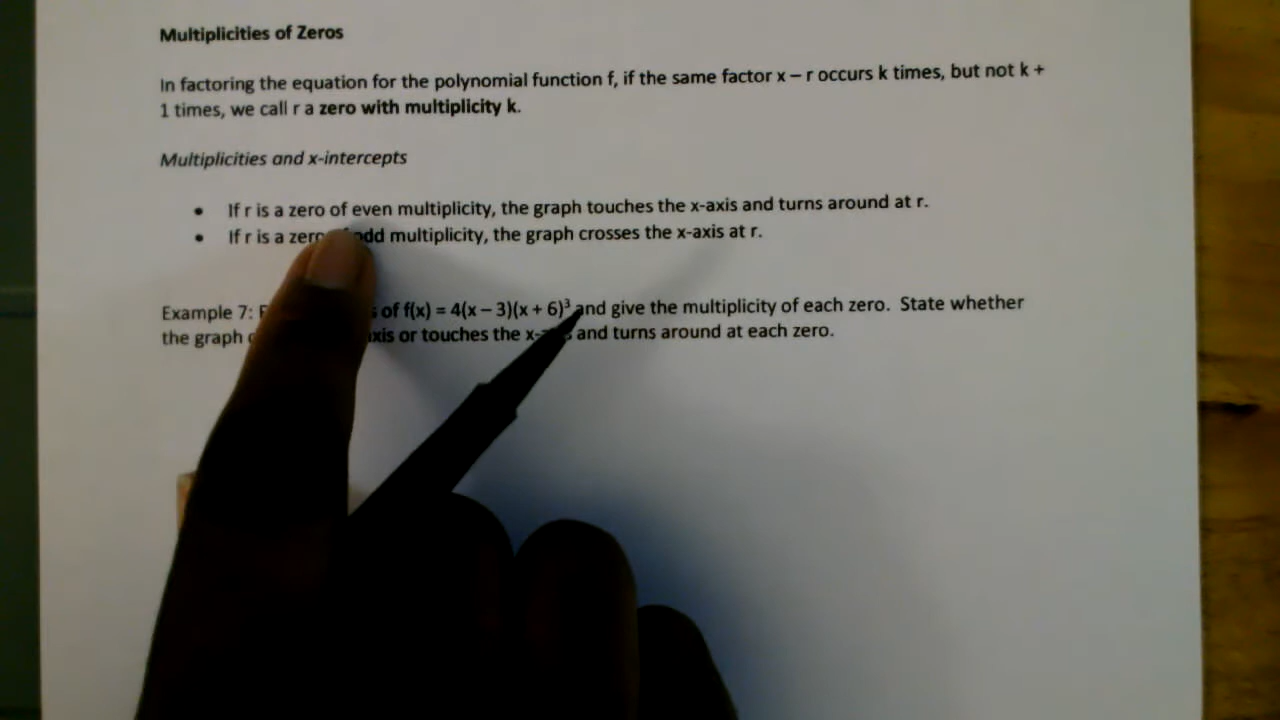 Multiplicities of Zeros
In factoring the equation for the polynomial function f, if the same factor x – r occurs k times, but not k +
1 times, we call r a zero with multiplicity k.
Multiplicities and x-intercepts
• If r is a zero of even multiplicity, the graph touches the x-axis and turns around at r.
• If r is a zero odd multiplicity, the graph crosses the x-axis at r.
Example 7: of f(x) = 4(x – 3)(x + 6)³ and give the multiplicity of each zero. State whether
the graph or touches the and turns around at each zero.